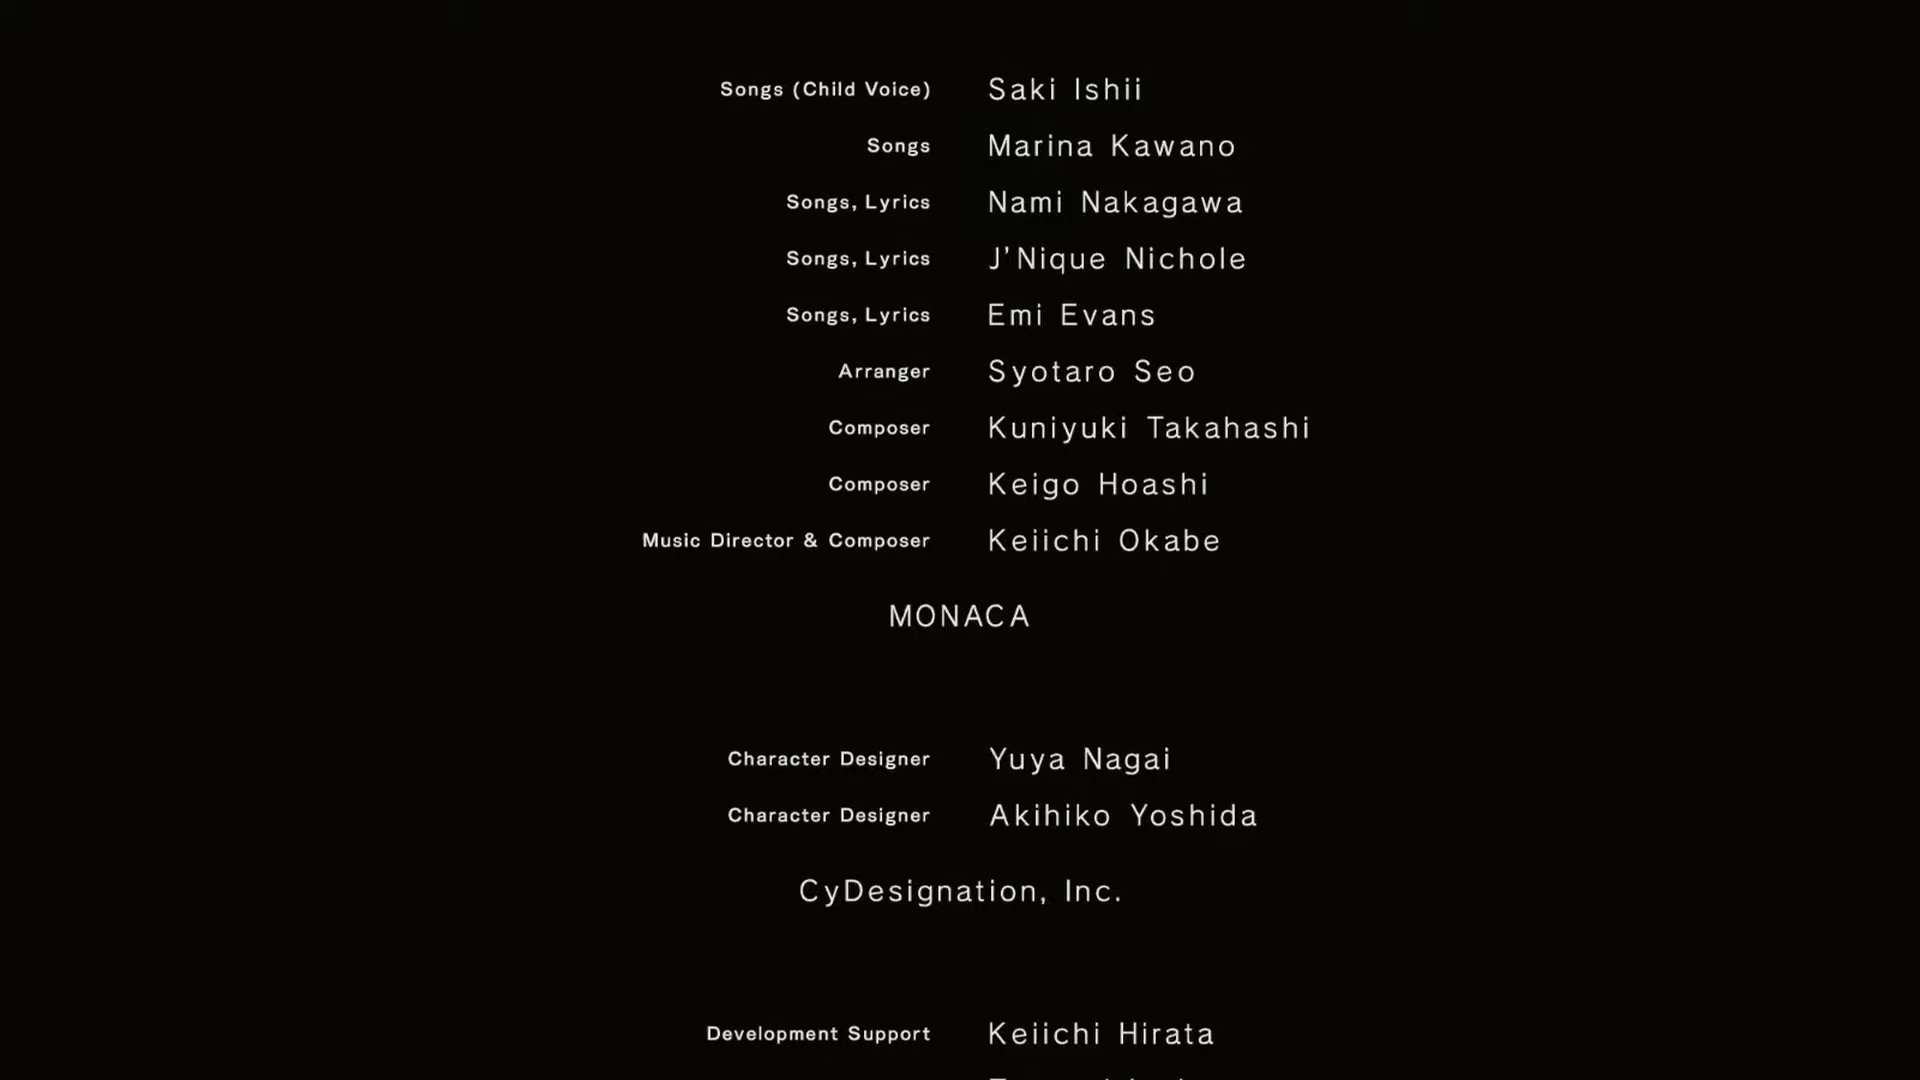 Songs (Child Voice) Saki Ishii
Songs Marina Kawano
Songs, Lyrics Nami Nakagawa
Songs, Lyrics J’Nique Nichole
Songs, Lyrics Emi Evans
Arranger Syotaro Seo
Composer Kuniyuki Takahashi
Composer Keigo Hoashi
Music Director & Composer Keiichi Okabe
MONACA
Character Designer Yuya Nagai
Character Designer Akihiko Yoshida
CyDesignation, Inc.
Development Support Keiichi Hirata